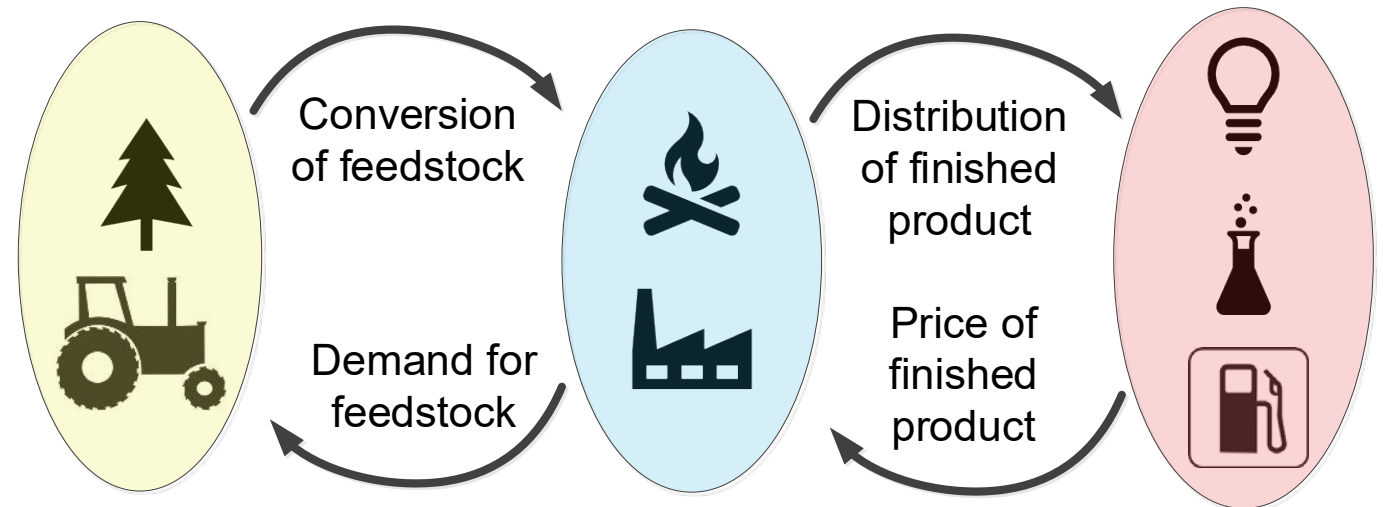 Conversion
of feedstock
Demand for
feedstock
Distribution
of finished
product
Price of
finished
product